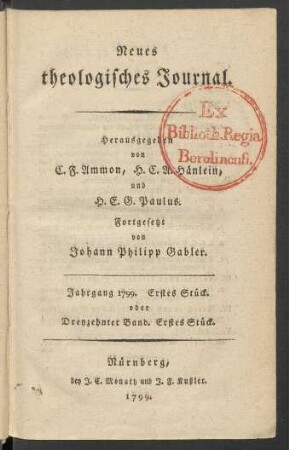 Neues
theologisches Journal.
Herausgegeben
von
C. F. Ammon, H. C. A. Hänlein,
und
H. E. G. Paulus.
Fortgesetzt
von
Johann Philipp Gabler.
Jahrgang 1799. Erstes Stück.
oder
Dreyzehnter Band. Erstes Stück.
Nürnberg,
bey J. C. Monath und J. F. Kußler.
1799.
Ex
Biblioth. Regia
Berolinensi.